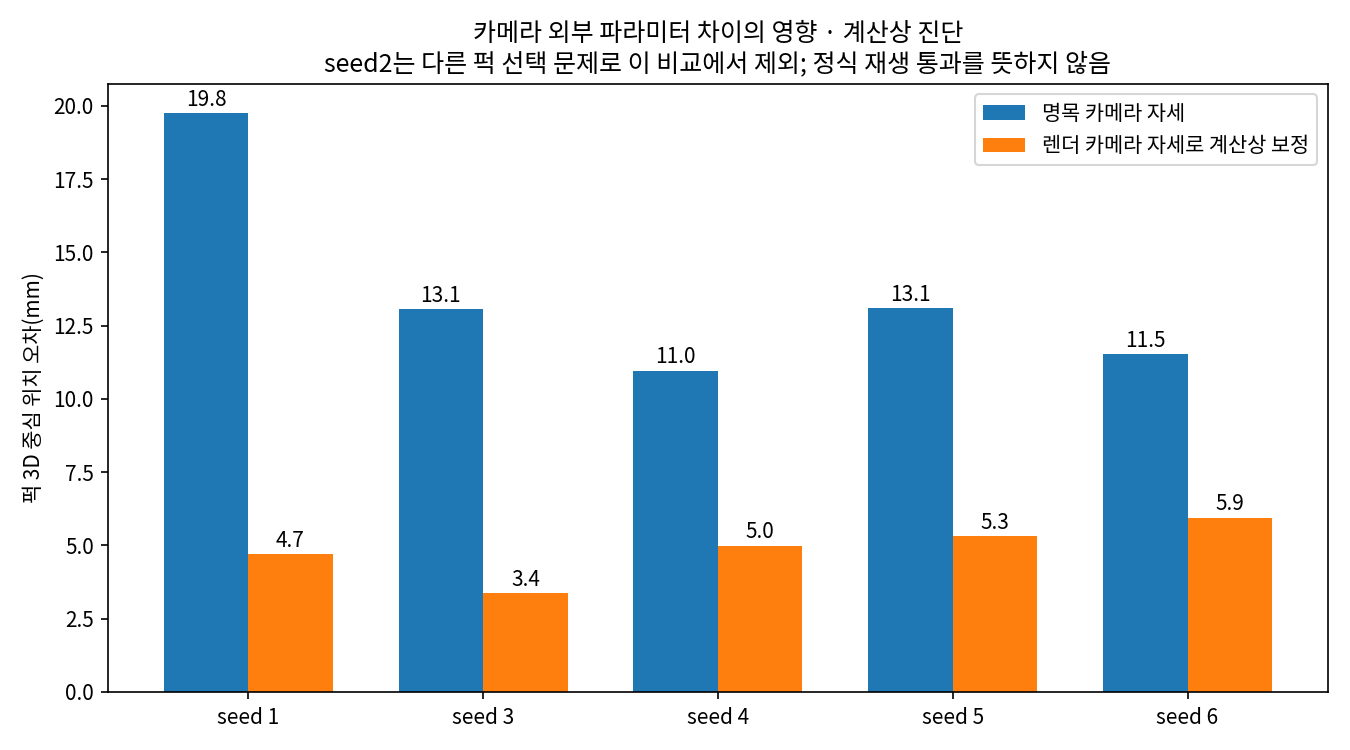 카메라 외부 파라미터 차이의 영향 · 계산상 진단
seed2는 다른 퍽 선택 문제로 이 비교에서 제외; 정식 재생 통과를 뜻하지 않음
명목 카메라 자세
렌더 카메라 자세로 계산상 보정
퍽 3D 중심 위치 오차(mm)
20.0
17.5
15.0
12.5
10.0
7.5
5.0
2.5
0.0
19.8
4.7
13.1
3.4
11.0
5.0
13.1
5.3
11.5
5.9
seed 1
seed 3
seed 4
seed 5
seed 6